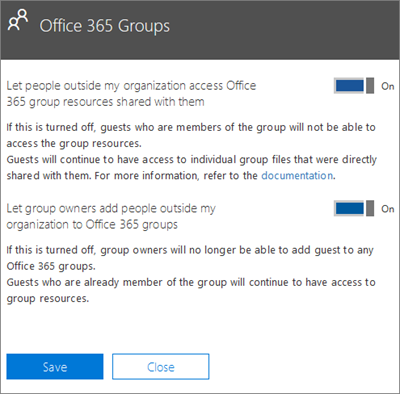 Office 365 Groups
Let people outside my organization access Office
365 group resources shared with them
On
If this is turned off, guests who are members of the group will not be able to
access the group resources.
Guests will continue to have access to individual group files that were directly
shared with them. For more information, refer to the documentation.
Let group owners add people outside my
organization to Office 365 groups
On
If this is turned off, group owners will no longer be able to add guest to any
Office 365 groups.
Guests who are already member of the group will continue to have access to
group resources.
Save
Close